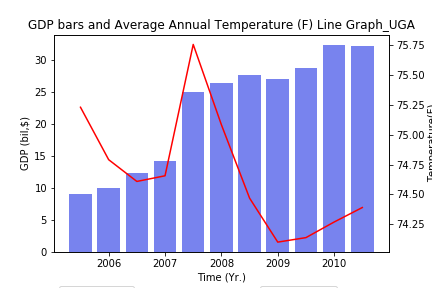 GDP bars and Average Annual Temperature (F) Line Graph_UGA
GDP (bil,$)
30
25
20
15
10
5
0
75.75
75.50
75.25
75.00
74.75
74.50
74.25
Temperature(F)
2006 2007 2008 2009 2010
Time (Yr.)